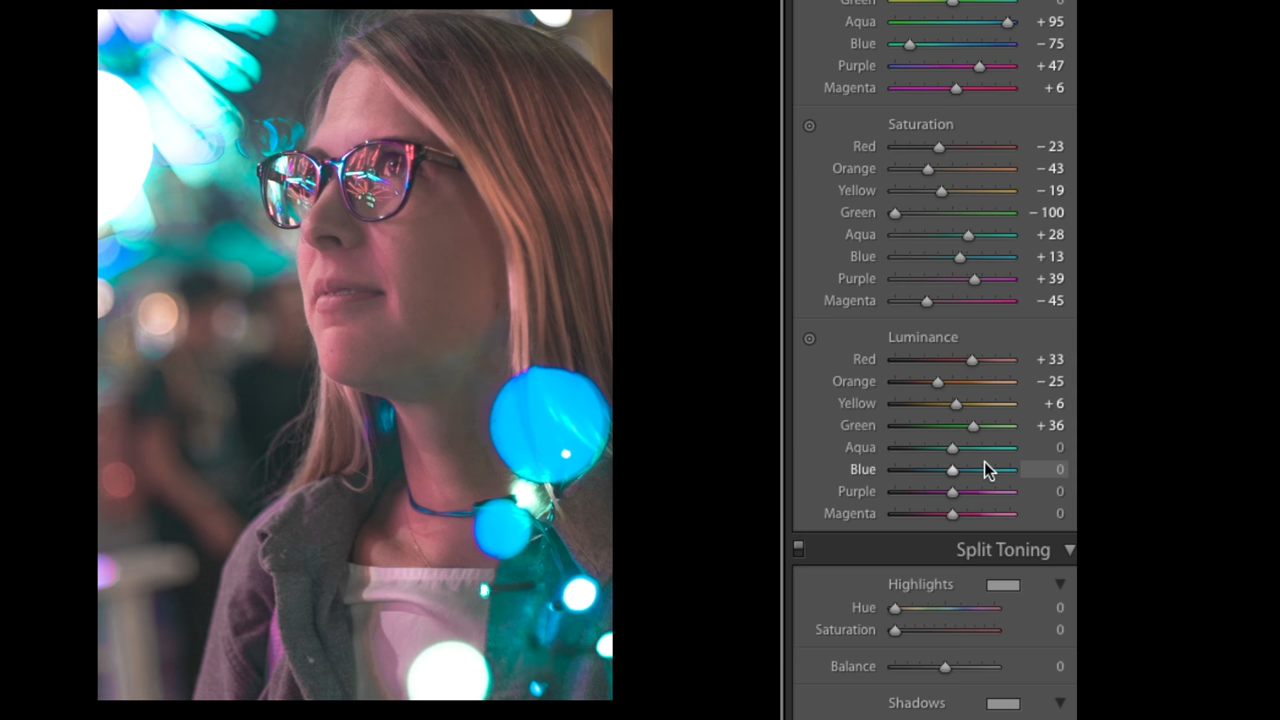 Green 0
Aqua + 95
Blue − 75
Purple + 47
Magenta + 6
Saturation
Red − 23
Orange − 43
Yellow − 19
Green − 100
Aqua + 28
Blue + 13
Purple + 39
Magenta − 45
Luminance
Red + 33
Orange − 25
Yellow + 6
Green + 36
Aqua 0
Blue 0
Purple 0
Magenta 0
Split Toning
Highlights
Hue 0
Saturation 0
Balance 0
Shadows